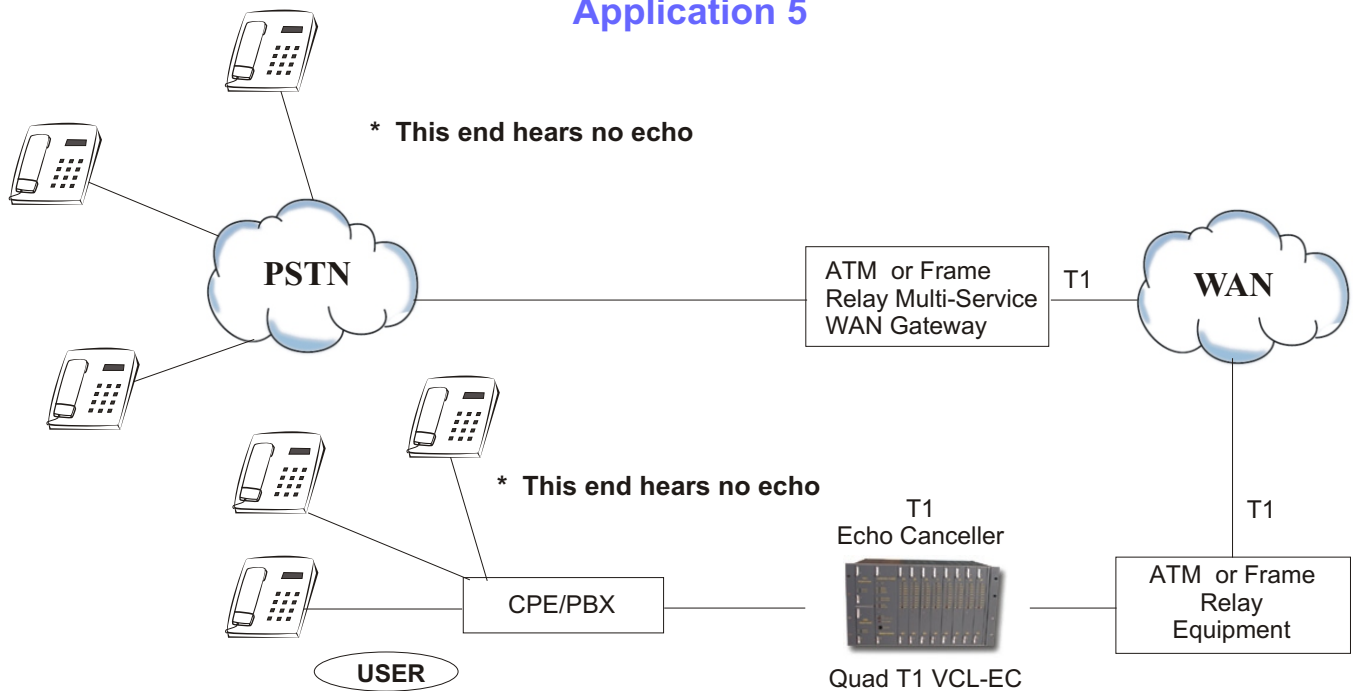 Application 5
* This end hears no echo
PSTN
ATM or Frame
Relay Multi-Service
WAN Gateway
T1
WAN
* This end hears no echo
T1
Echo Canceller
T1
CPE/PBX
ATM or Frame
Relay
Equipment
USER
Quad T1 VCL-EC